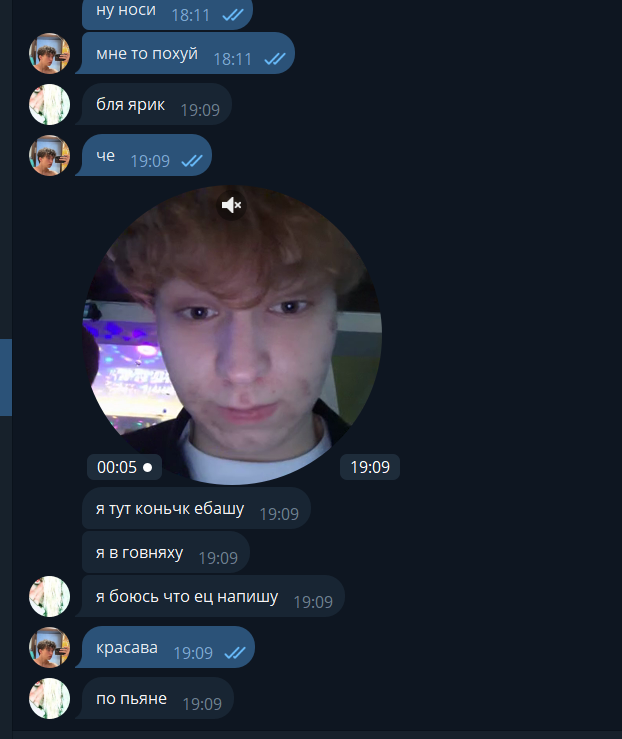 ну носи 18:11
мне то похуй 18:11
бля ярик 19:09
че 19:09
00:05 19:09
я тут коньчк ебашу 19:09
я в говняху 19:09
я боюсь что ец напишу 19:09
красава 19:09
по пьяне 19:09